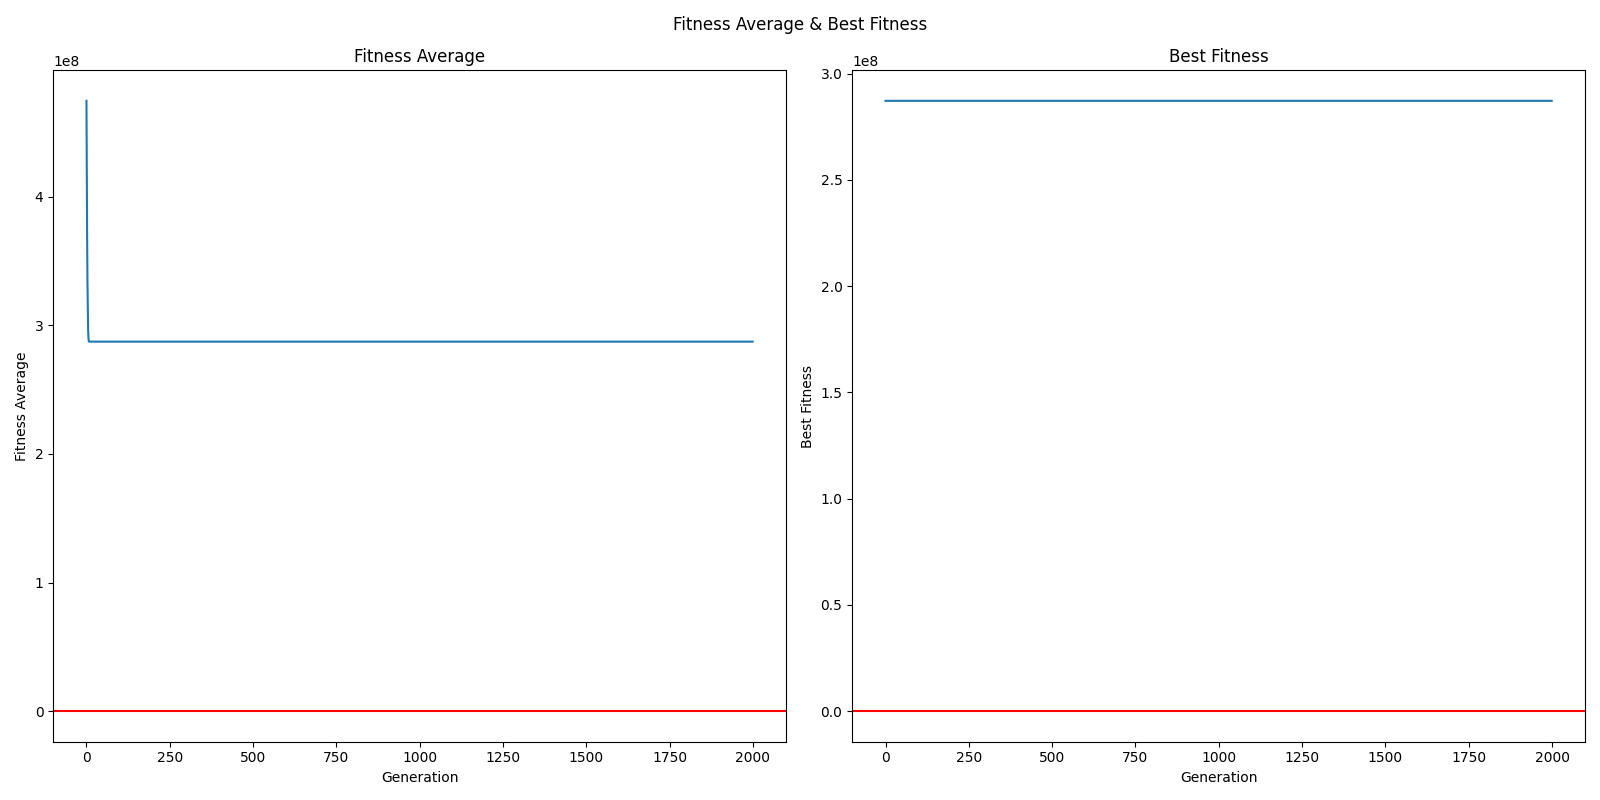 Fitness Average & Best Fitness
Fitness Average
1e8
4
3
2
1
0
Fitness Average
0 250 500 750 1000 1250 1500 1750 2000
Generation
Best Fitness
1e8
3.0
2.5
2.0
1.5
1.0
0.5
0.0
Best Fitness
0 250 500 750 1000 1250 1500 1750 2000
Generation